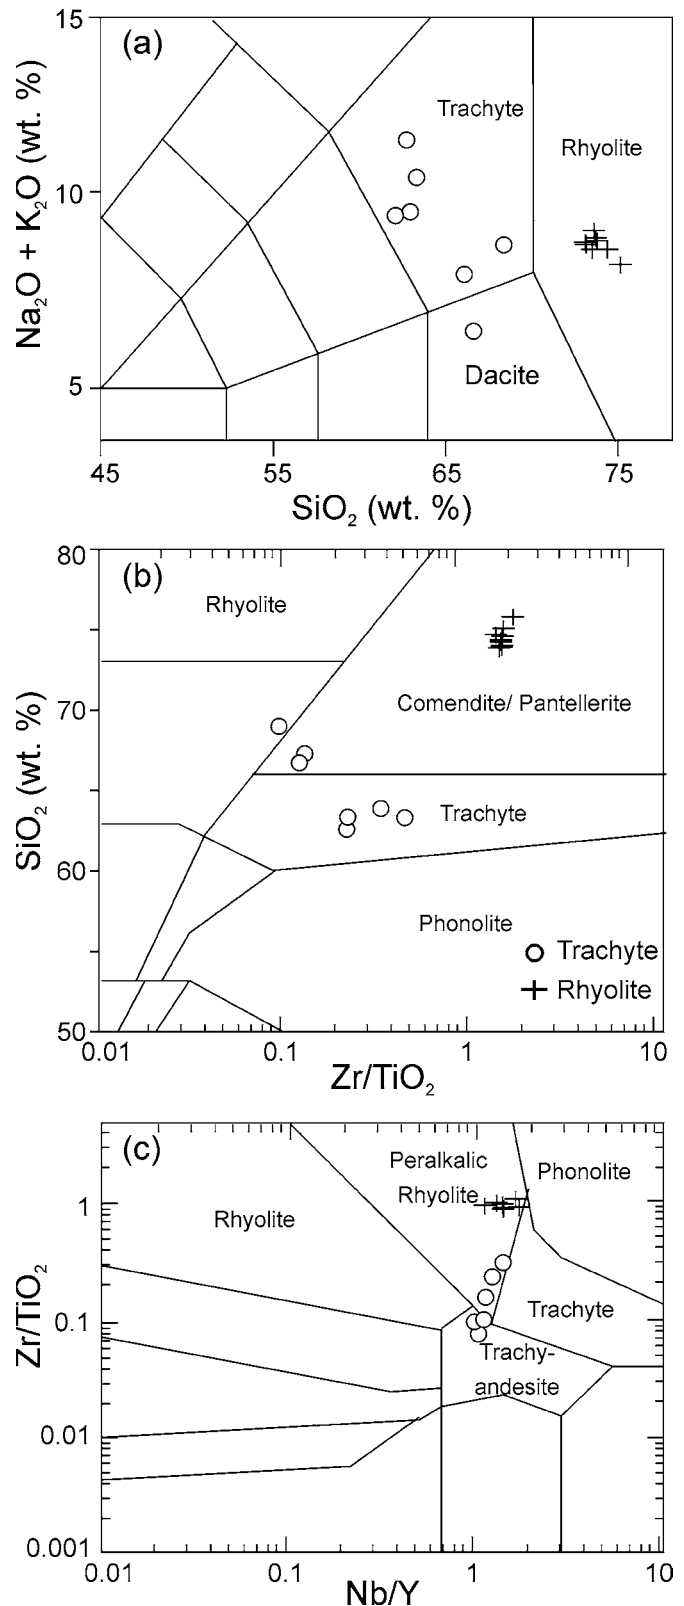 (a)
15
10
5
Na₂O + K₂O (wt. %)
Trachyte
Rhyolite
Dacite
45
55
65
75
SiO₂ (wt. %)
(b)
80
70
60
50
SiO₂ (wt. %)
Rhyolite
Comendite/ Pantellerite
Trachyte
Phonolite
Trachyte
Rhyolite
0.01
0.1
1
10
Zr/TiO₂
(c)
1
0.1
0.01
0.001
Zr/TiO₂
Peralkalic
Rhyolite
Phonolite
Rhyolite
Trachyte
Trachy-
andesite
0.01
0.1
1
10
Nb/Y